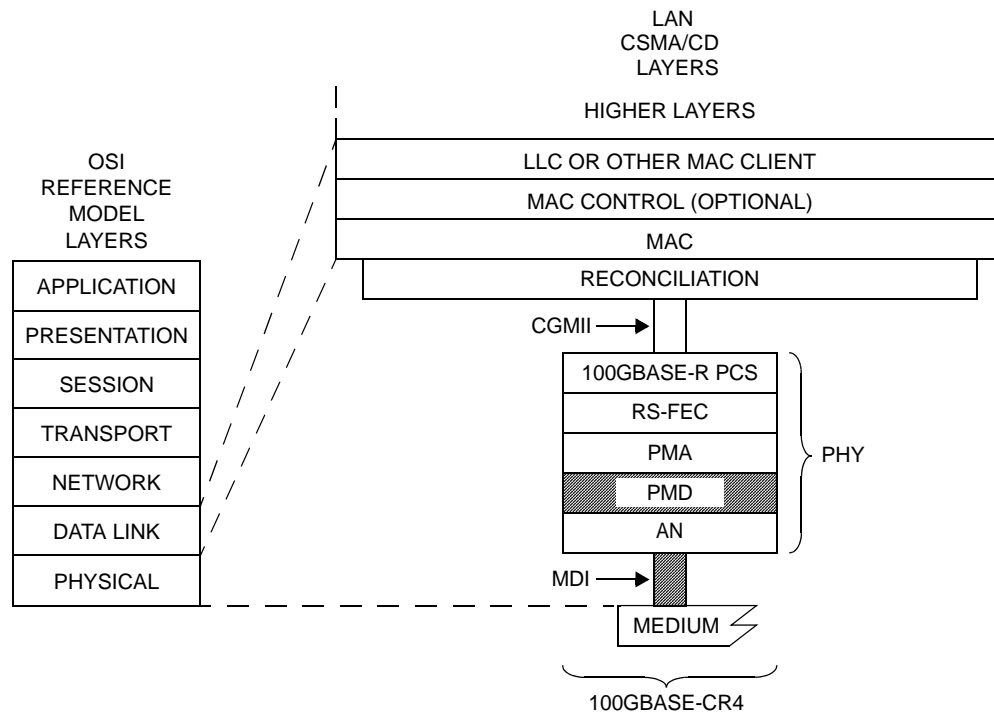 LAN
CSMA/CD
LAYERS
HIGHER LAYERS
OSI
REFERENCE
MODEL
LAYERS
LLC OR OTHER MAC CLIENT
MAC CONTROL (OPTIONAL)
MAC
RECONCILIATION
APPLICATION
PRESENTATION
SESSION
TRANSPORT
NETWORK
DATA LINK
PHYSICAL
CGMII
100GBASE-R PCS
RS-FEC
PMA
PMD
AN
PHY
MDI
MEDIUM
100GBASE-CR4